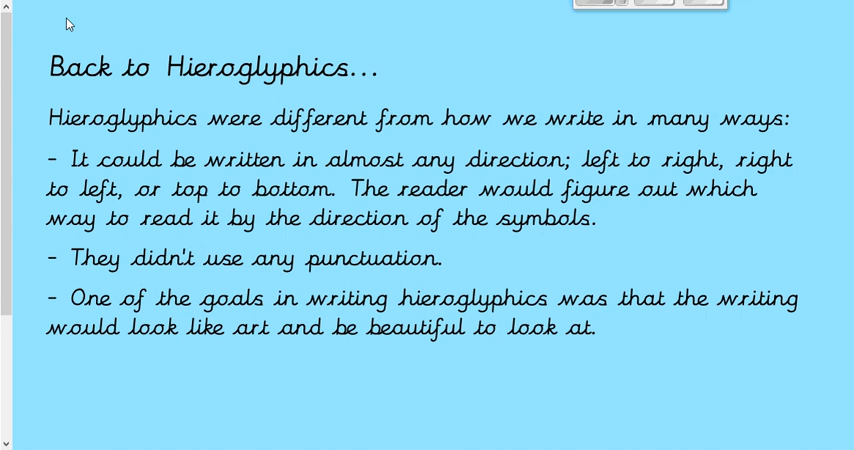 Back to Hieroglyphics...
Hieroglyphics were different from how we write in many ways:
- It could be written in almost any direction; left to right, right
to left, or top to bottom. The reader would figure out which
way to read it by the direction of the symbols.
- They didn't use any punctuation.
- One of the goals in writing hieroglyphics was that the writing
would look like art and be beautiful to look at.